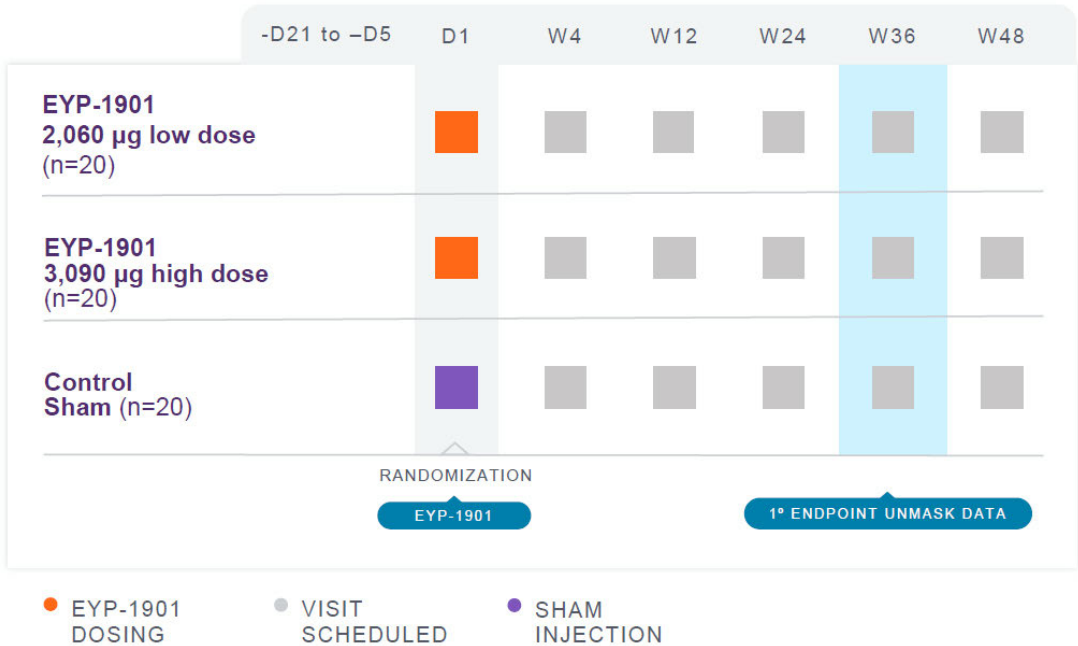 -D21 to –D5 D1 W4 W12 W24 W36 W48
EYP-1901
2,060 µg low dose
(n=20)
EYP-1901
3,090 µg high dose
(n=20)
Control
Sham (n=20)
RANDOMIZATION
EYP-1901
1º ENDPOINT UNMASK DATA
EYP-1901
DOSING
VISIT
SCHEDULED
SHAM
INJECTION